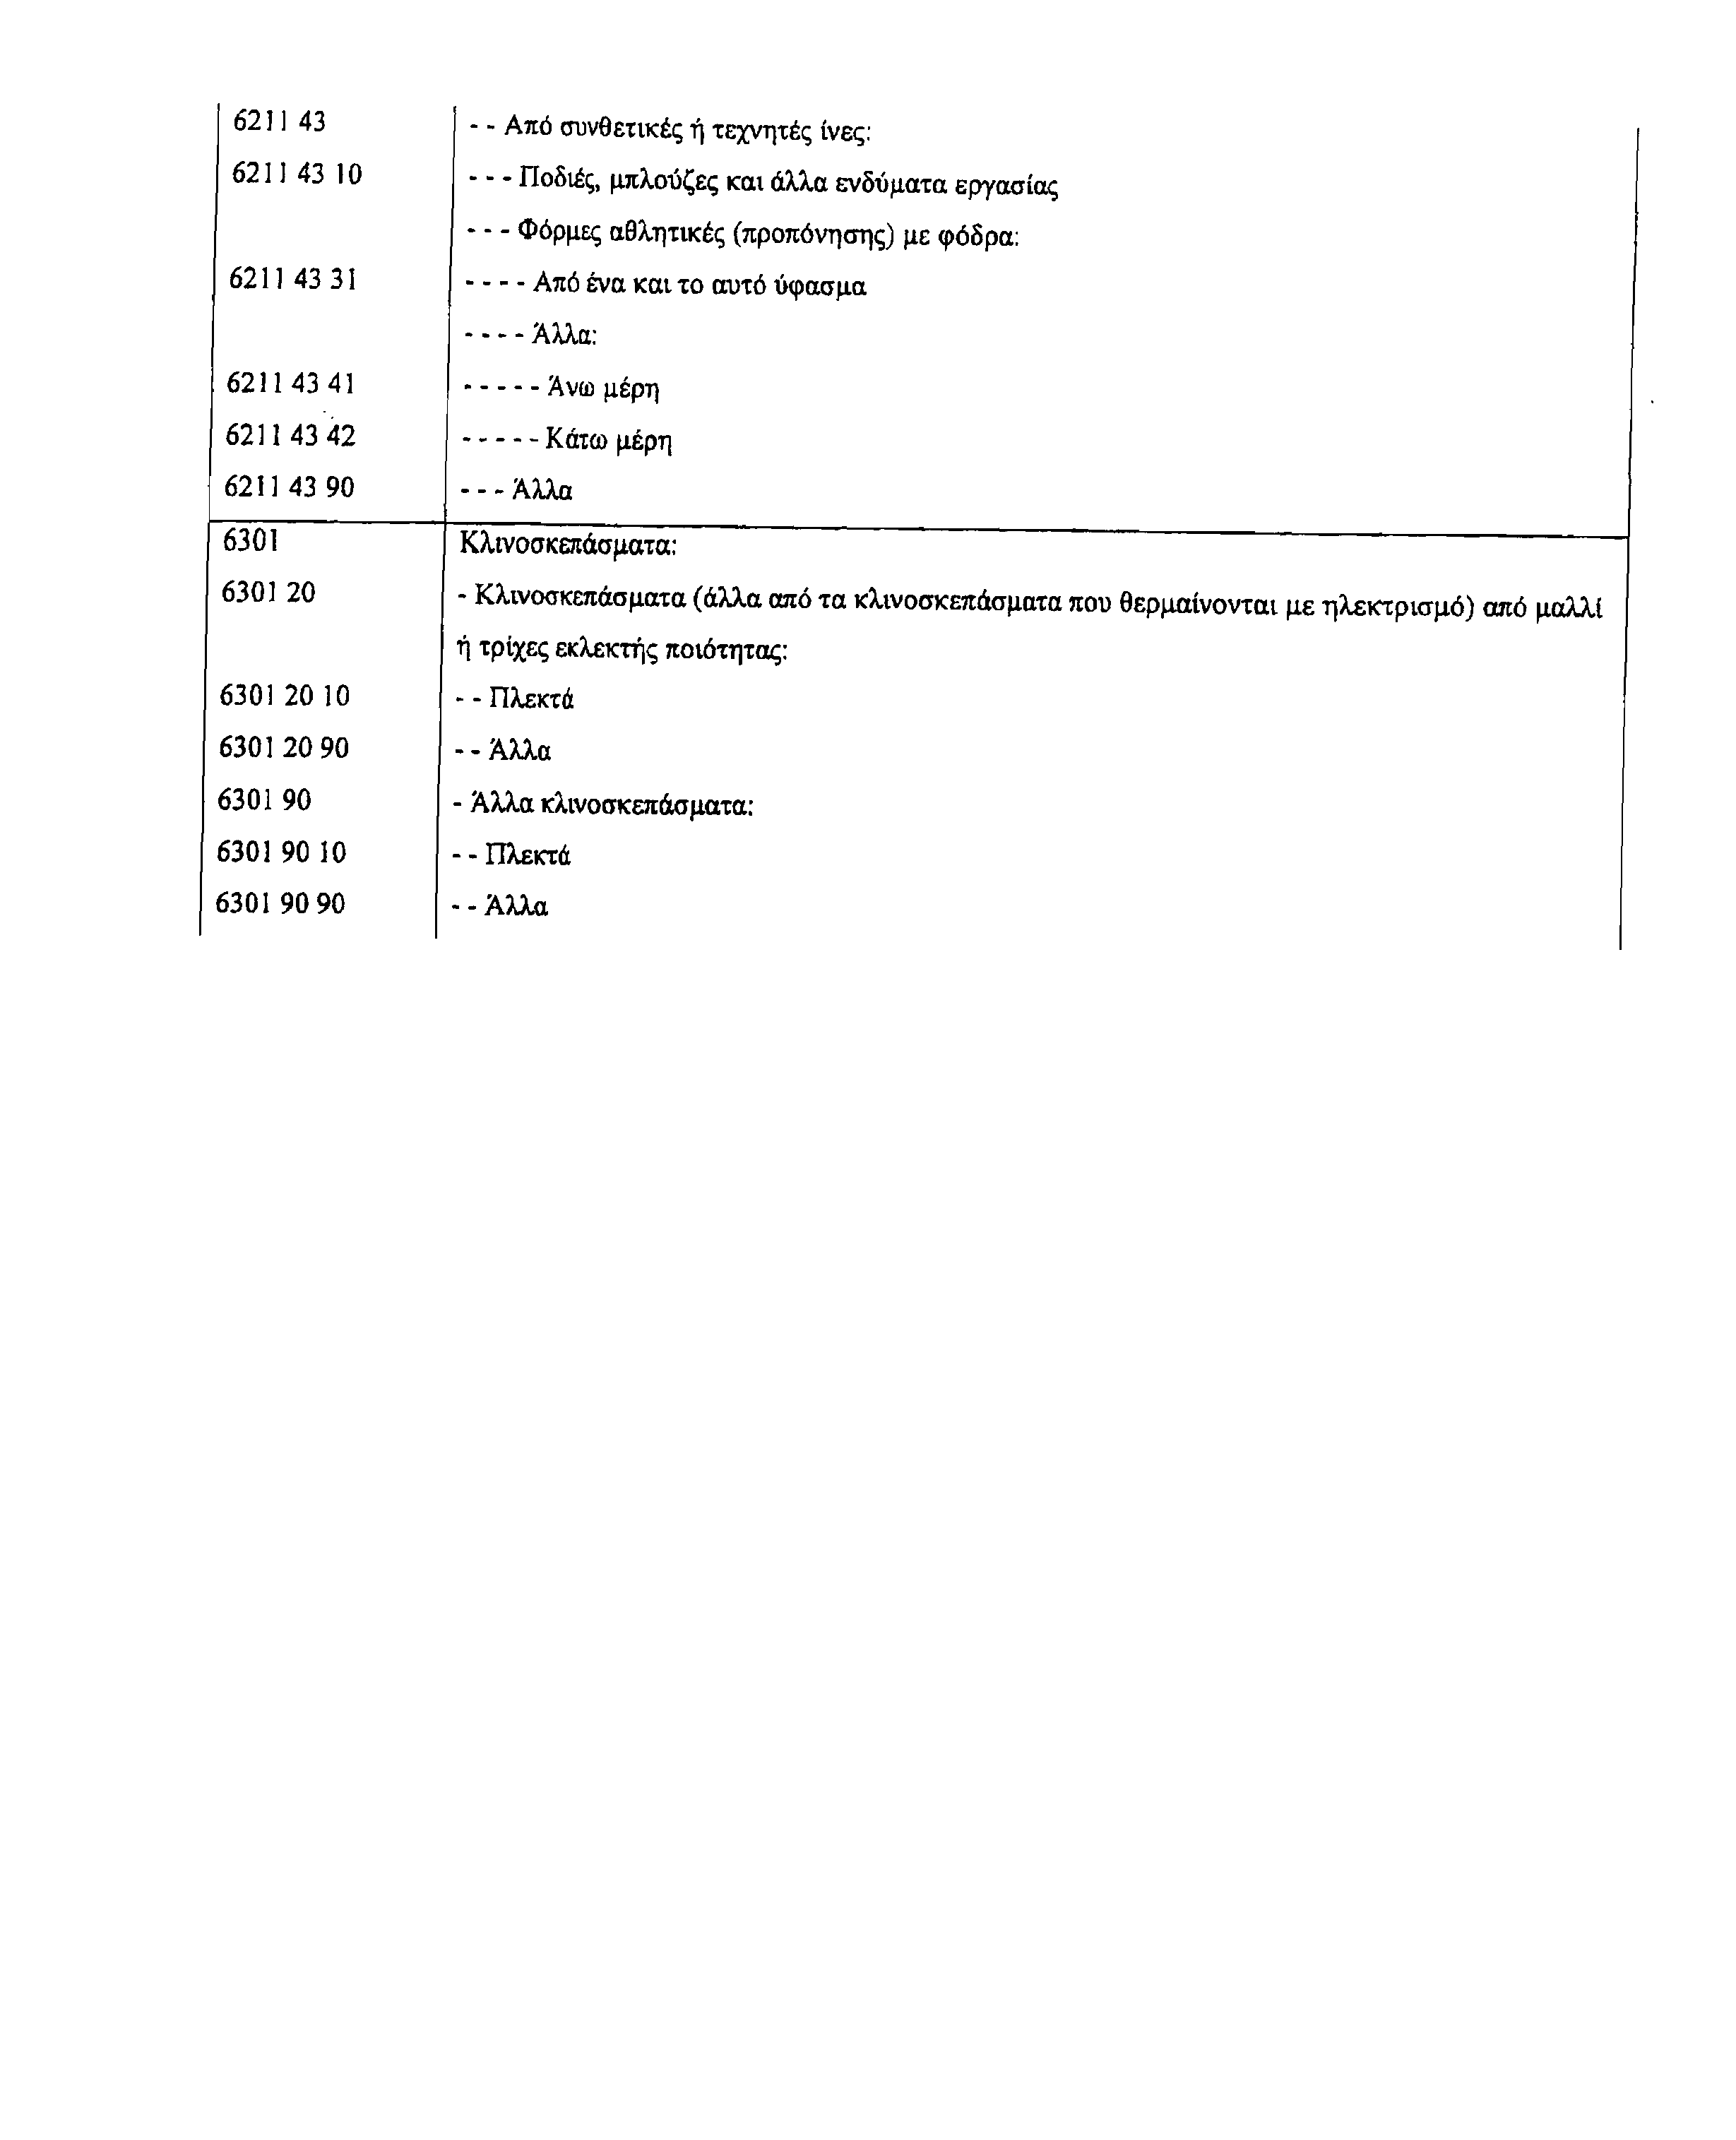 6211 43 - - Από συνθετικές ή τεχνητές ίνες:
6211 43 10 - - - Ποδιές, μπλούζες και άλλα ενδύματα εργασίας
- - - Φόρμες αθλητικές (προπόνησης) με φόδρα:
6211 43 31 - - - - Από ένα και το αυτό ύφασμα
- - - - Άλλα:
6211 43 41 - - - - - Άνω μέρη
6211 43 42 - - - - - Κάτω μέρη
6211 43 90 - - - Άλλα
6301 Κλινοσκεπάσματα:
6301 20 - Κλινοσκεπάσματα (άλλα από τα κλινοσκεπάσματα που θερμαίνονται με ηλεκτρισμό) από μαλλί
ή τρίχες εκλεκτής ποιότητας:
6301 20 10 - - Πλεκτά
6301 20 90 - - Άλλα
6301 90 - Άλλα κλινοσκεπάσματα:
6301 90 10 - - Πλεκτά
6301 90 90 - - Άλλα